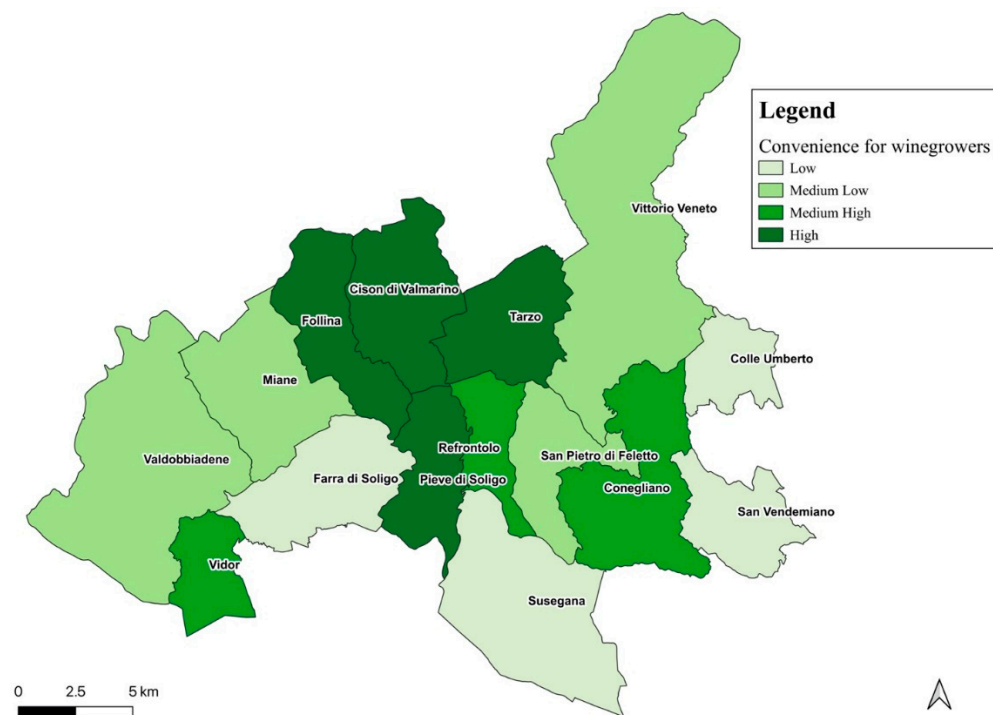 Legend
Convenience for winegrowers
Low
Medium Low
Medium High
High
Vittorio Veneto
Cison di Valmarino
Follina
Tarzo
Colle Umberto
Miane
Refrontolo
San Pietro di Feletto
Valdobbiadene
Farra di Soligo
Pieve di Soligo
Conegliano
San Vendemiano
Vidor
Susegana
0 2.5 5 km